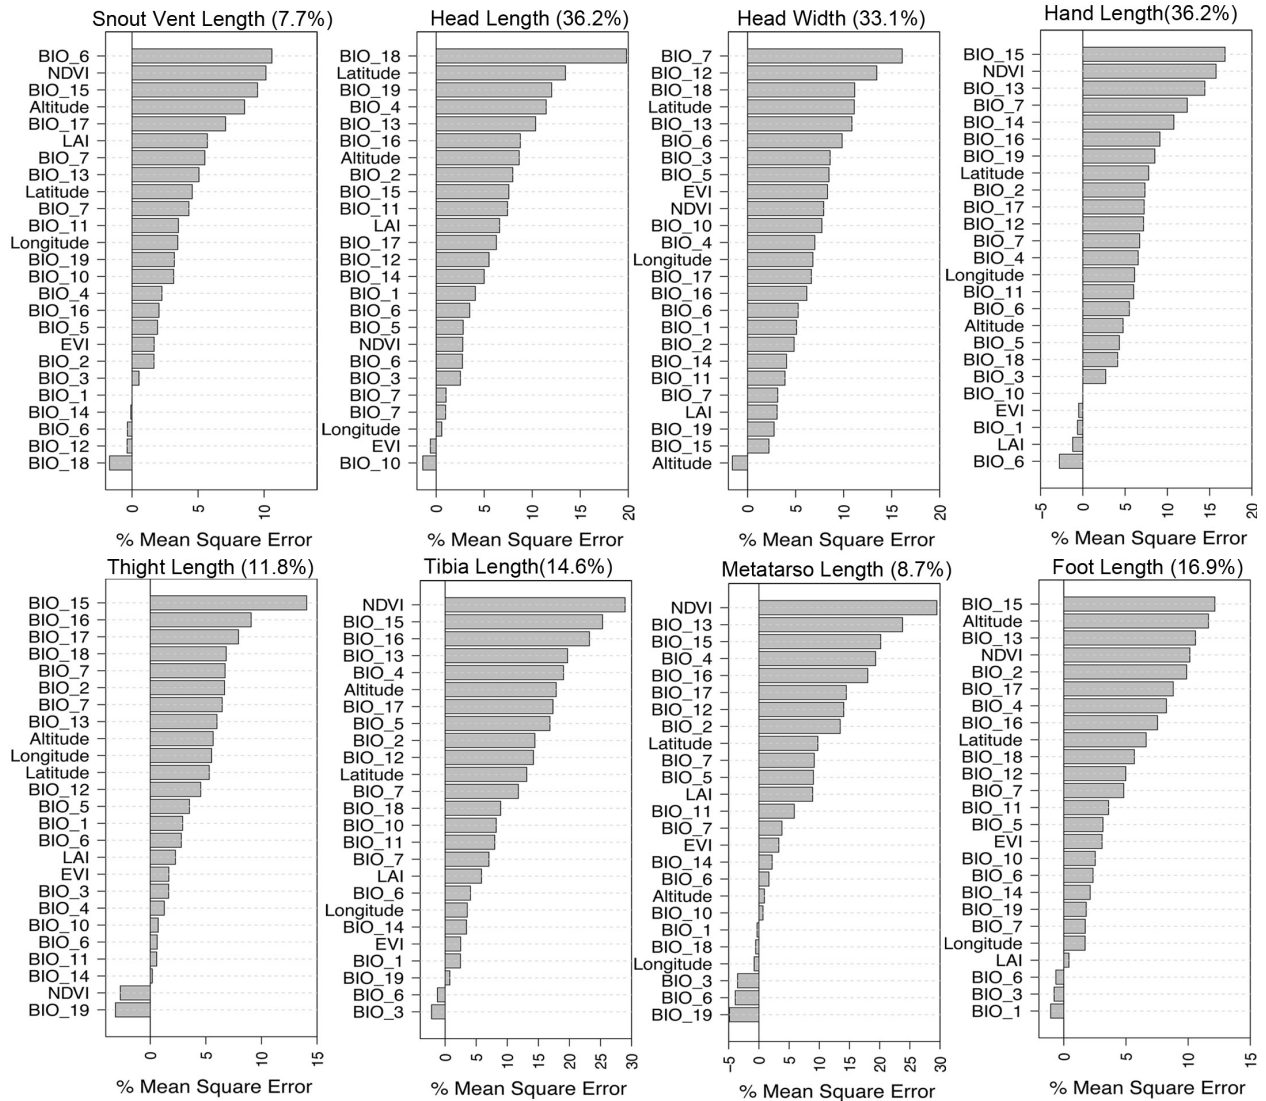 Snout Vent Length (7.7%)
BIO_6
NDVI
BIO_15
Altitude
BIO_17
LAI
BIO_7
BIO_13
Latitude
BIO_7
BIO_11
Longitude
BIO_19
BIO_10
BIO_4
BIO_16
BIO_5
EVI
BIO_2
BIO_3
BIO_1
BIO_14
BIO_6
BIO_12
BIO_18
0 5 10
% Mean Square Error
Head Length (36.2%)
BIO_18
Latitude
BIO_19
BIO_4
BIO_13
BIO_16
Altitude
BIO_2
BIO_15
BIO_11
LAI
BIO_17
BIO_12
BIO_14
BIO_1
BIO_6
BIO_5
NDVI
BIO_6
BIO_3
BIO_7
BIO_7
Longitude
EVI
BIO_10
0 5 10 15 20
% Mean Square Error
Head Width (33.1%)
BIO_7
BIO_12
BIO_18
Latitude
BIO_13
BIO_6
BIO_3
BIO_5
EVI
NDVI
BIO_10
BIO_4
Longitude
BIO_17
BIO_16
BIO_6
BIO_1
BIO_2
BIO_14
BIO_11
BIO_7
LAI
BIO_19
BIO_15
Altitude
0 5 10 15 20
% Mean Square Error
Hand Length(36.2%)
BIO_15
NDVI
BIO_13
BIO_7
BIO_14
BIO_16
BIO_19
Latitude
BIO_2
BIO_17
BIO_12
BIO_7
BIO_4
Longitude
BIO_11
BIO_6
Altitude
BIO_5
BIO_18
BIO_3
BIO_10
EVI
BIO_1
LAI
BIO_6
−5 0 5 10 15 20
% Mean Square Error
Thight Length (11.8%)
BIO_15
BIO_16
BIO_17
BIO_18
BIO_7
BIO_2
BIO_7
BIO_13
Altitude
Longitude
Latitude
BIO_12
BIO_5
BIO_1
BIO_6
LAI
EVI
BIO_3
BIO_4
BIO_10
BIO_6
BIO_11
BIO_14
NDVI
BIO_19
0 5 10 15
% Mean Square Error
Tibia Length(14.6%)
NDVI
BIO_15
BIO_16
BIO_13
BIO_4
Altitude
BIO_17
BIO_5
BIO_2
BIO_12
Latitude
BIO_7
BIO_18
BIO_10
BIO_11
BIO_7
LAI
BIO_6
Longitude
BIO_14
EVI
BIO_1
BIO_19
BIO_6
BIO_3
0 5 10 15 20 25 30
% Mean Square Error
Metatarso Length (8.7%)
NDVI
BIO_13
BIO_15
BIO_4
BIO_16
BIO_17
BIO_12
BIO_2
Latitude
BIO_7
BIO_5
LAI
BIO_11
BIO_7
EVI
BIO_14
BIO_6
Altitude
BIO_10
BIO_1
BIO_18
Longitude
BIO_3
BIO_6
BIO_19
−5 0 5 10 15 20 25 30
% Mean Square Error
Foot Length (16.9%)
BIO_15
Altitude
BIO_13
NDVI
BIO_2
BIO_17
BIO_4
BIO_16
Latitude
BIO_18
BIO_12
BIO_7
BIO_11
BIO_5
EVI
BIO_10
BIO_6
BIO_14
BIO_19
BIO_7
Longitude
LAI
BIO_6
BIO_3
BIO_1
0 5 10 15
% Mean Square Error